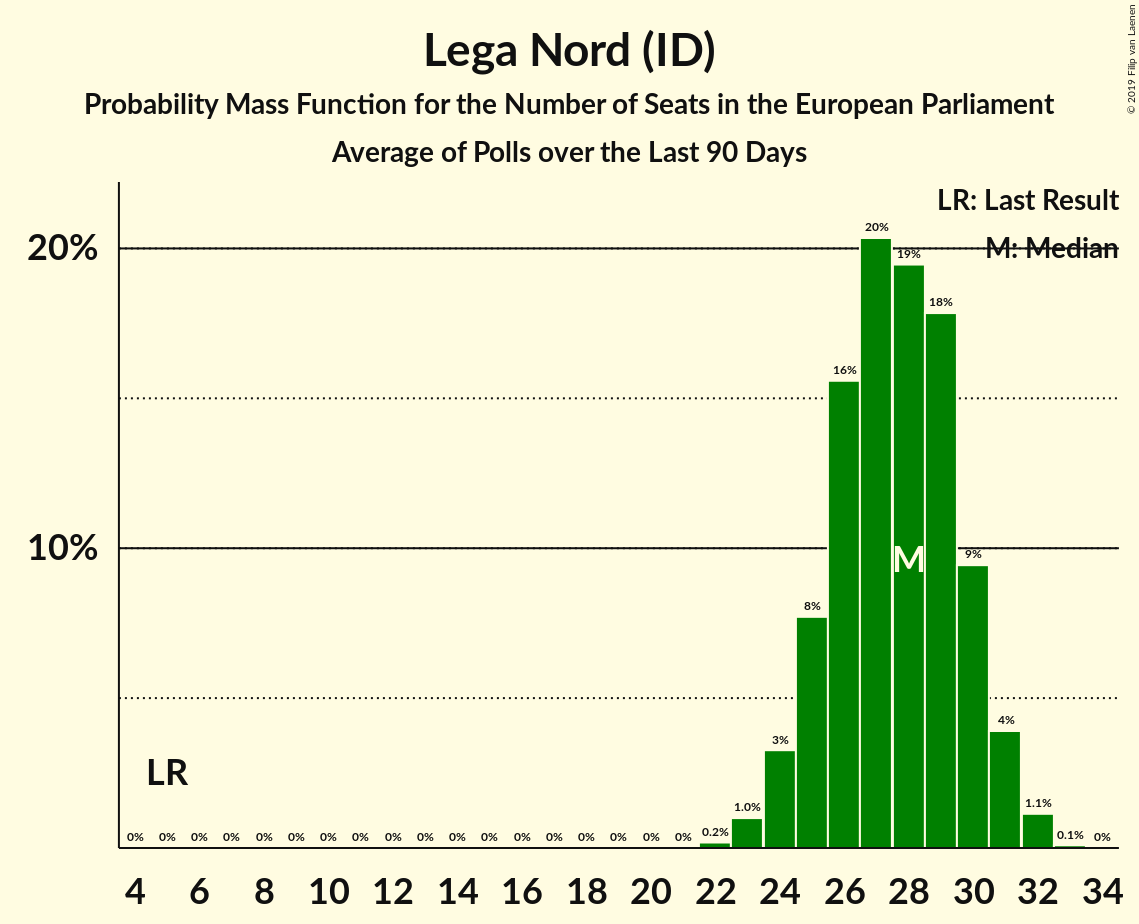 Lega Nord (ID)
Probability Mass Function for the Number of Seats in the European Parliament
Average of Polls over the Last 90 Days
© 2019 Filip van Laenen
LR: Last Result
M: Median
20%
10%
20%
19%
18%
16%
9%
8%
4%
3%
1.0%
1.1%
0.2%
0.1%
M
LR
0% 0% 0% 0% 0% 0% 0% 0% 0% 0% 0% 0% 0% 0% 0% 0% 0% 0% 0%
4 6 8 10 12 14 16 18 20 22 24 26 28 30 32 34